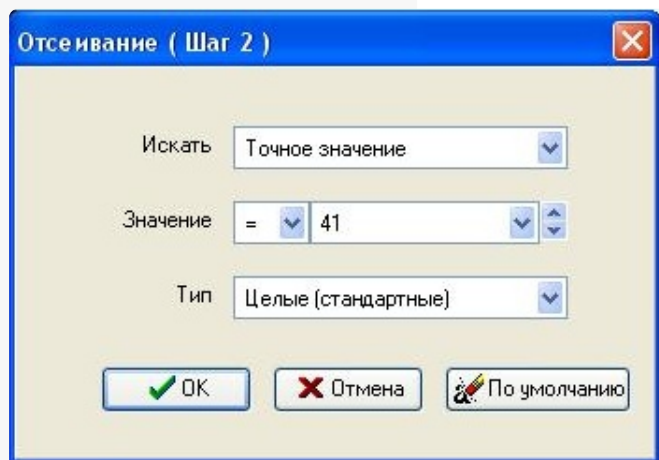 Отсеивание ( Шаг 2 )
Искать Точное значение
Значение = 41
Тип Целые (стандартные)
OK Отмена По умолчанию